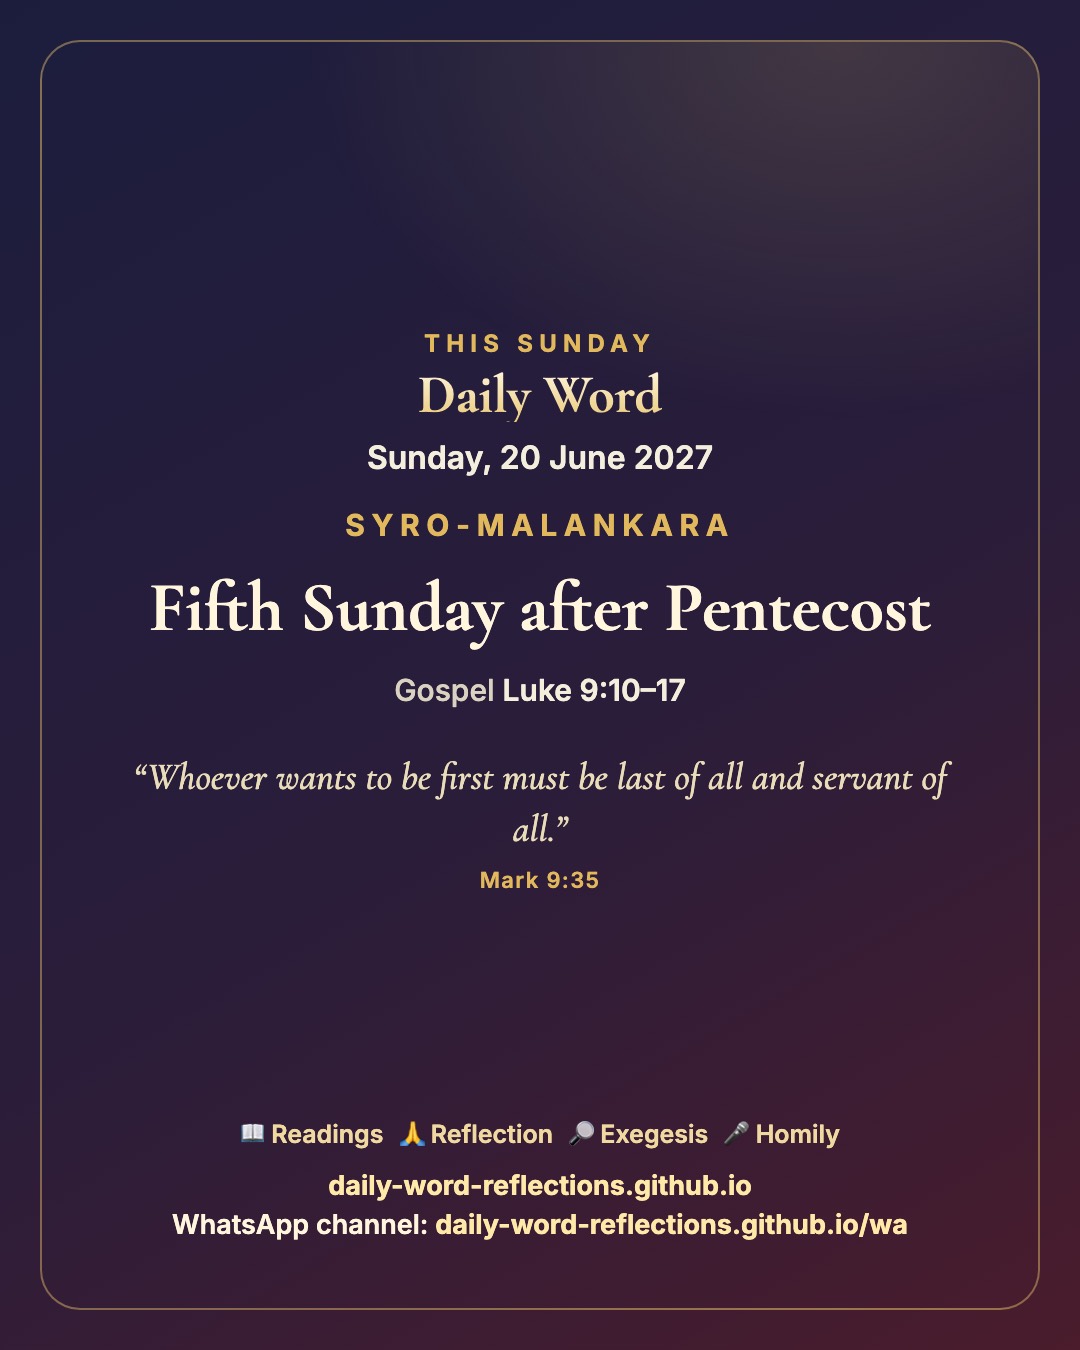 THIS SUNDAY
Daily Word
Sunday, 20 June 2027
SYRO-MALANKARA
Fifth Sunday after Pentecost
Gospel Luke 9:10–17
“Whoever wants to be first must be last of all and servant of
all.”
Mark 9:35
📖 Readings 🙏 Reflection 🔎 Exegesis 🎤 Homily
daily-word-reflections.github.io
WhatsApp channel: daily-word-reflections.github.io/wa